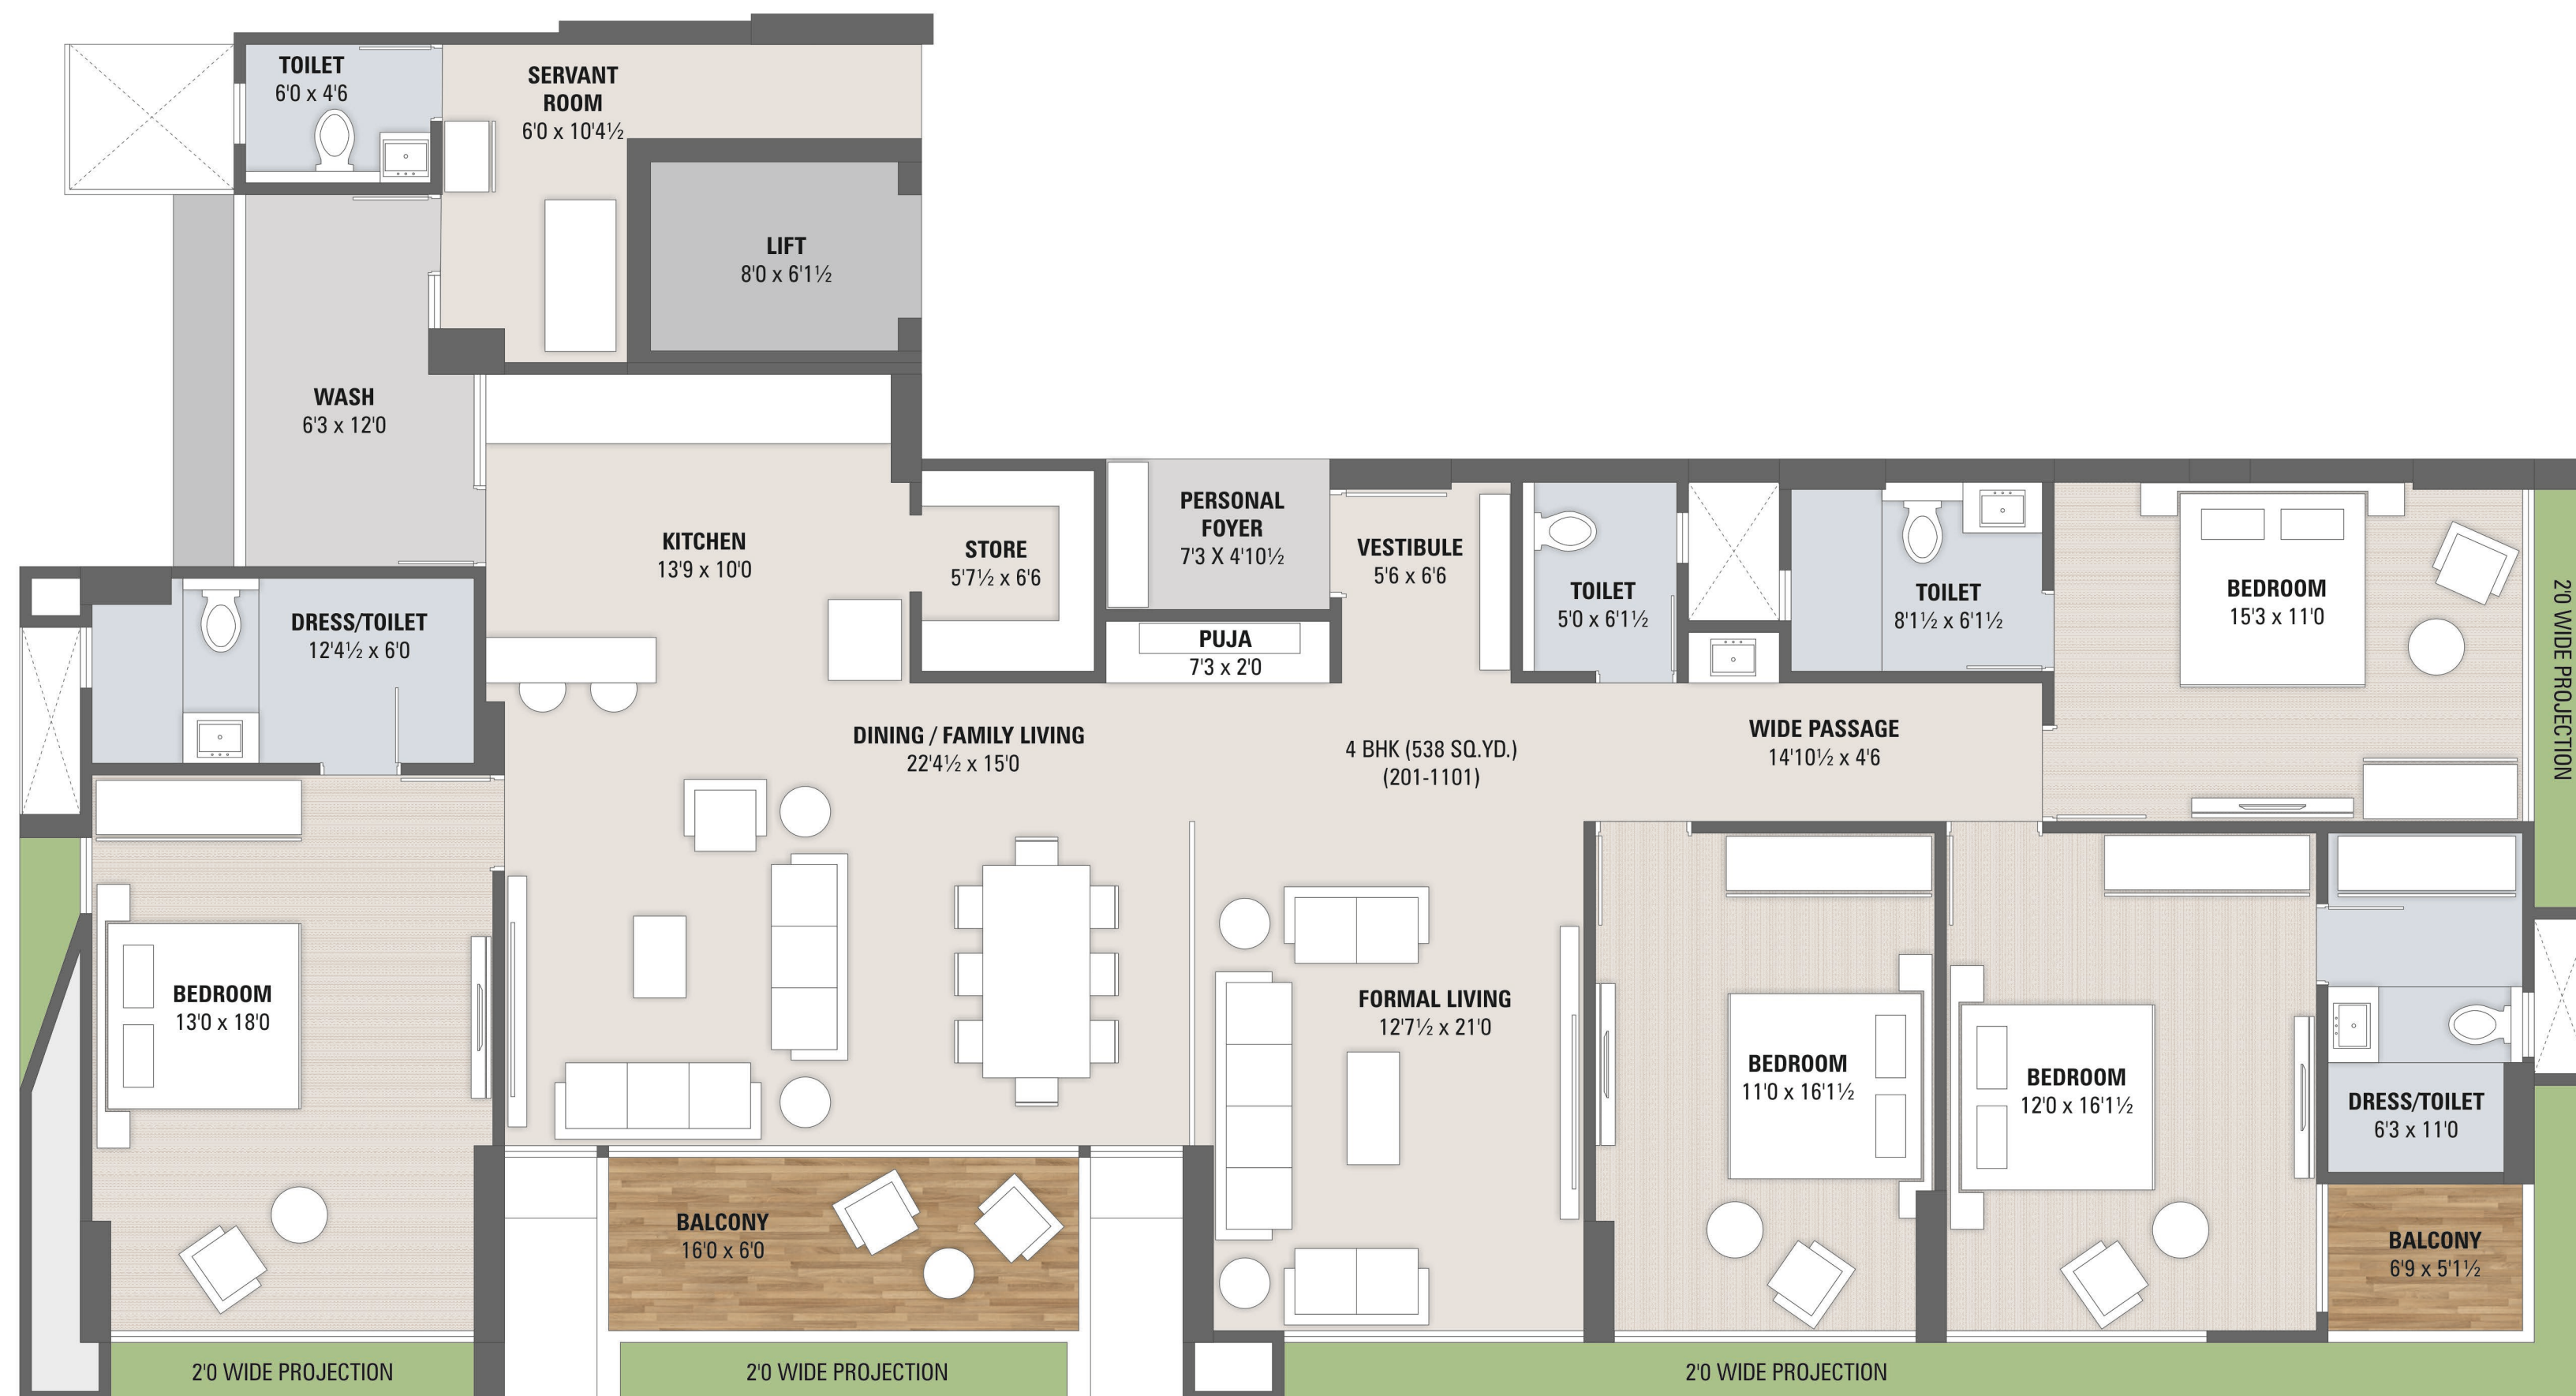 TOILET
6'0 x 4'6
SERVANT
ROOM
6'0 x 10'4½
LIFT
8'0 x 6'1½
WASH
6'3 x 12'0
KITCHEN
13'9 x 10'0
STORE
5'7½ x 6'6
PERSONAL
FOYER
7'3 X 4'10½
VESTIBULE
5'6 x 6'6
PUJA
7'3 x 2'0
TOILET
5'0 x 6'1½
TOILET
8'1½ x 6'1½
BEDROOM
15'3 x 11'0
2'0 WIDE PROJECTION
DRESS/TOILET
12'4½ x 6'0
DINING / FAMILY LIVING
22'4½ x 15'0
4 BHK (538 SQ.YD.)
(201-1101)
WIDE PASSAGE
14'10½ x 4'6
BEDROOM
13'0 x 18'0
FORMAL LIVING
12'7½ x 21'0
BEDROOM
11'0 x 16'1½
BEDROOM
12'0 x 16'1½
DRESS/TOILET
6'3 x 11'0
BALCONY
16'0 x 6'0
BALCONY
6'9 x 5'1½
2'0 WIDE PROJECTION
2'0 WIDE PROJECTION
2'0 WIDE PROJECTION